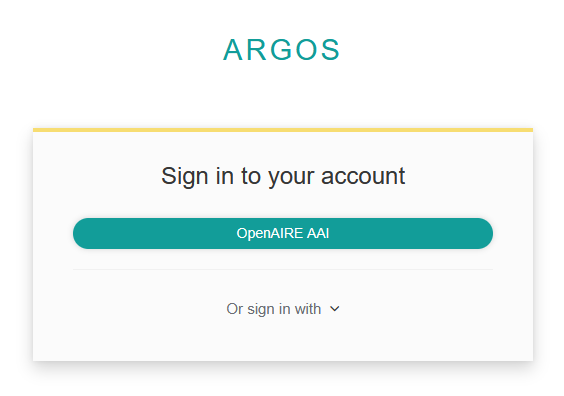 ARGOS
Sign in to your account
OpenAIRE AAI
Or sign in with